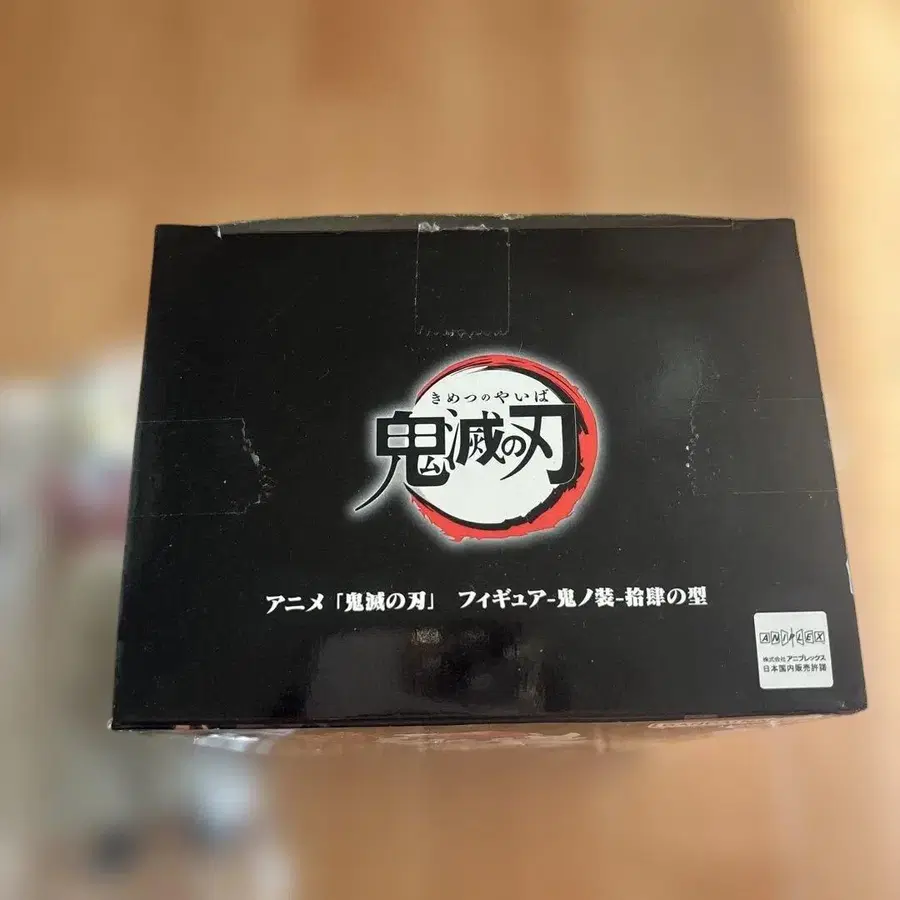 きめつのやいば
鬼滅の刃
アニメ「鬼滅の刃」 フィギュア-鬼ノ装-拾肆の型
ANIPLEX
株式会社アニプレックス
日本国内販売許諾